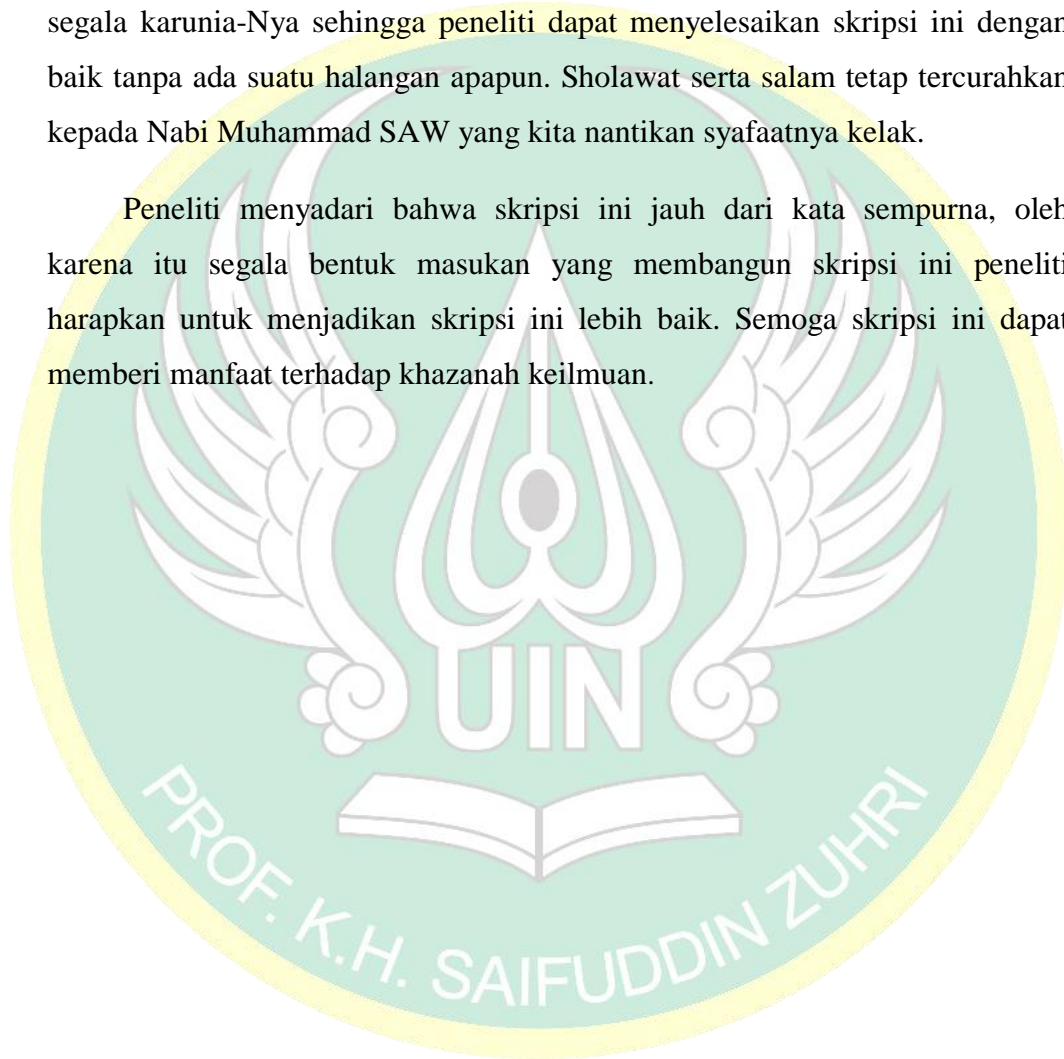 segala karunia-Nya sehingga peneliti dapat menyelesaikan skripsi ini dengan
baik tanpa ada suatu halangan apapun. Sholawat serta salam tetap tercurahkan
kepada Nabi Muhammad SAW yang kita nantikan syafaatnya kelak.
Peneliti menyadari bahwa skripsi ini jauh dari kata sempurna, oleh
karena itu segala bentuk masukan yang membangun skripsi ini peneliti
harapkan untuk menjadikan skripsi ini lebih baik. Semoga skripsi ini dapat
memberi manfaat terhadap khazanah keilmuan.
UIN
PROF. K.H. SAIFUDDIN ZUHRI